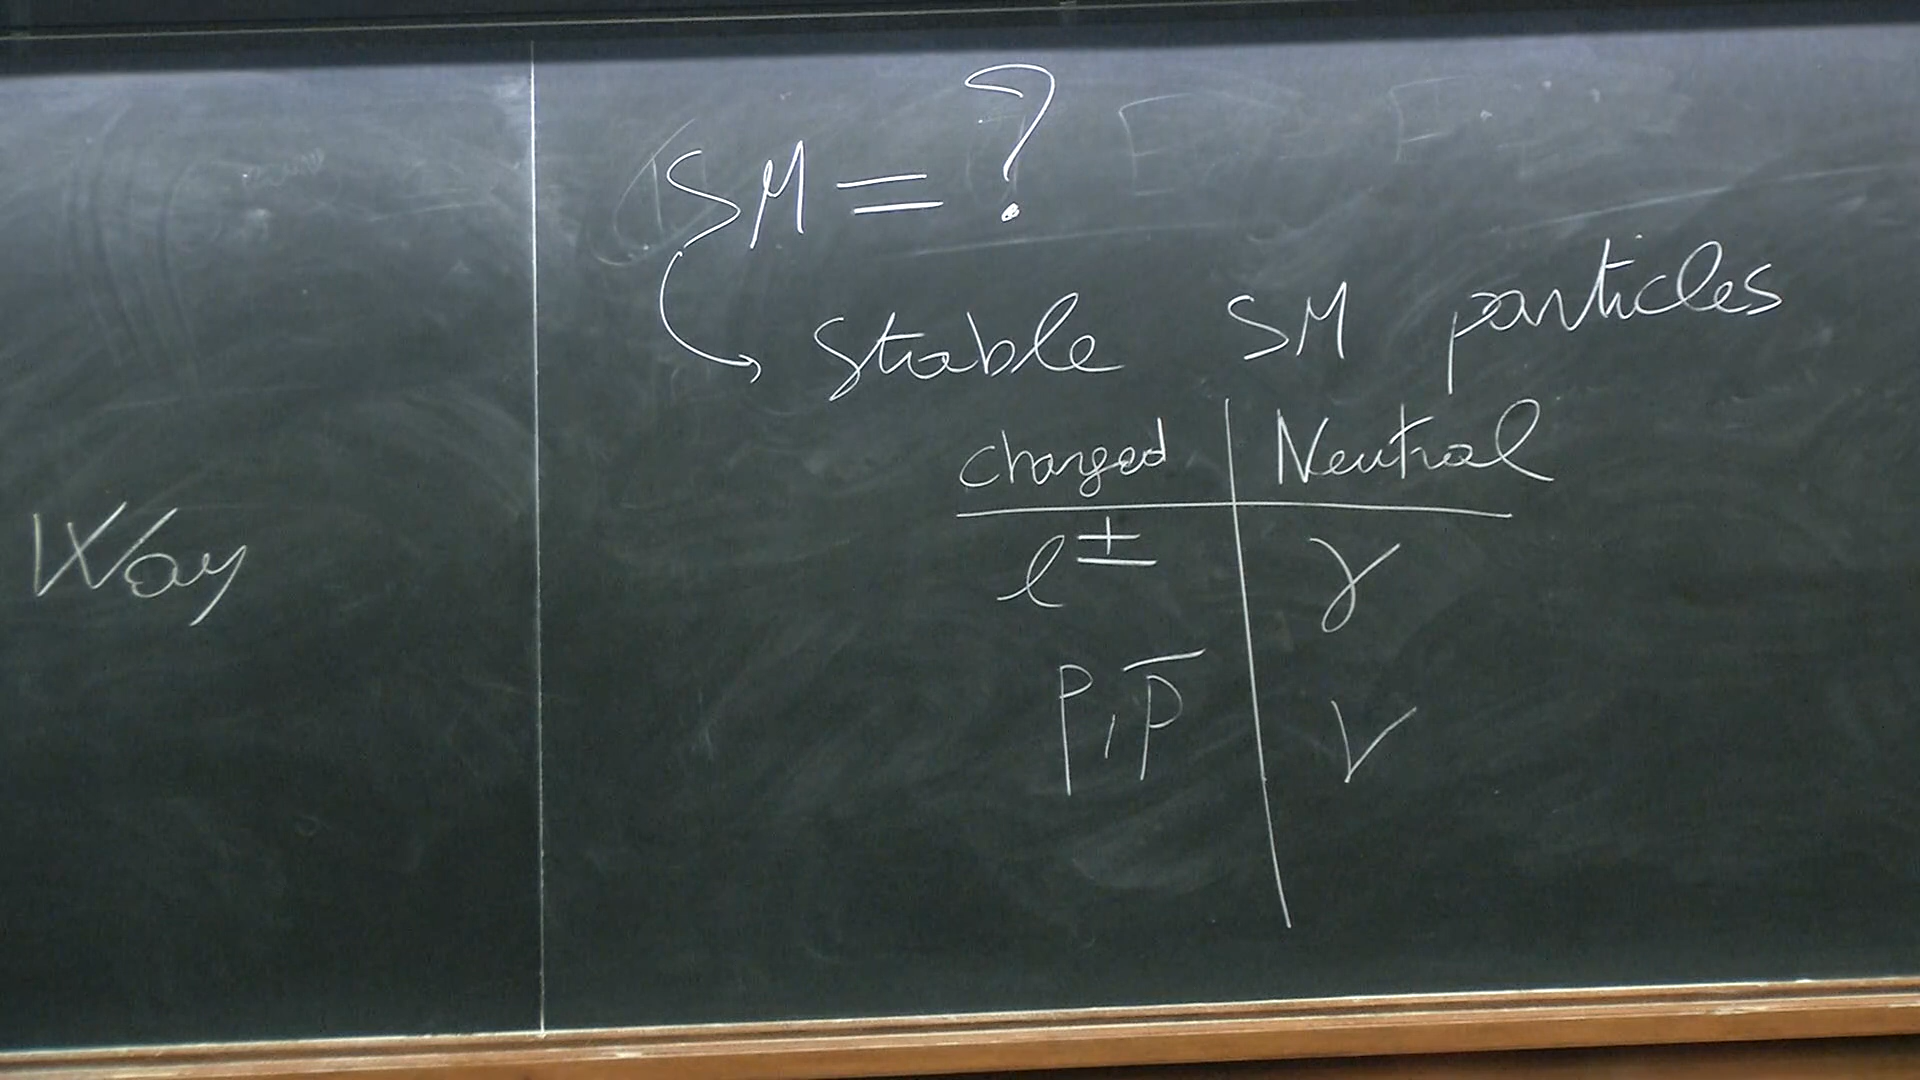 Way
SM = ?
Stable SM particles
charged Neutral
e± γ
p, p̄ ν